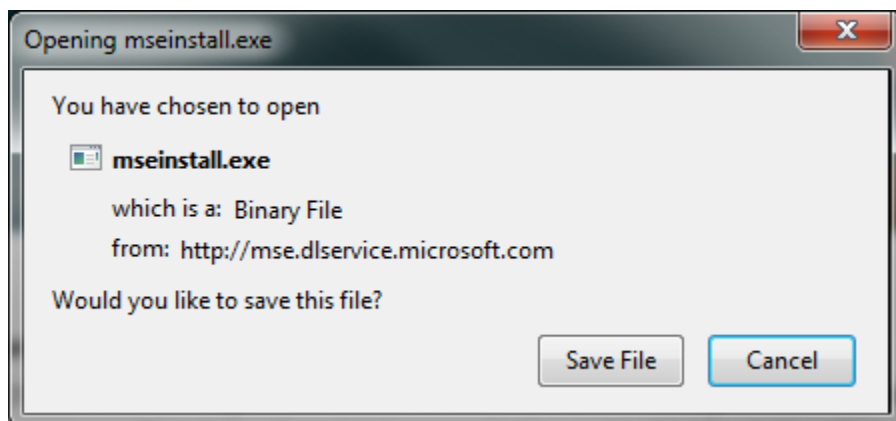 Opening mseinstall.exe
You have chosen to open
mseinstall.exe
which is a: Binary File
from: http://mse.dlservice.microsoft.com
Would you like to save this file?
Save File Cancel